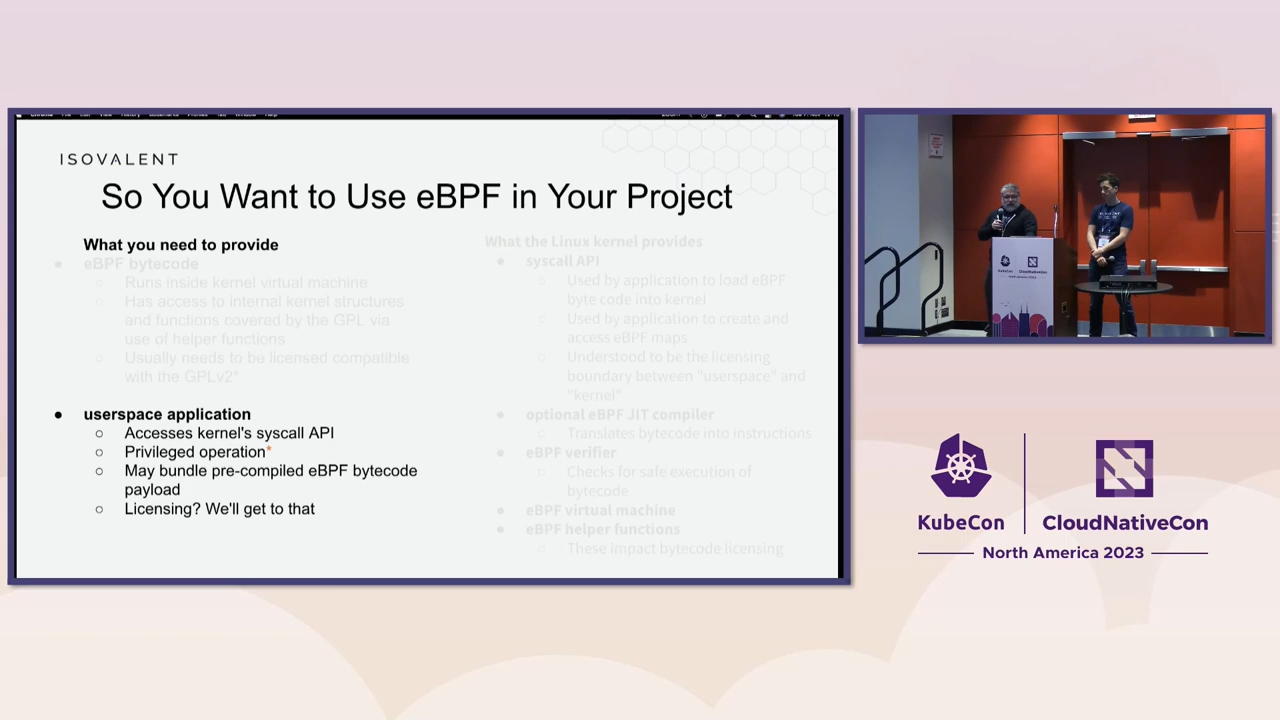 ISOVALENT
So You Want to Use eBPF in Your Project
What you need to provide
● eBPF bytecode
○ Runs inside kernel virtual machine
○ Has access to internal kernel structures
and functions covered by the GPL via
use of helper functions
○ Usually needs to be licensed compatible
with the GPLv2*
● userspace application
○ Accesses kernel's syscall API
○ Privileged operation*
○ May bundle pre-compiled eBPF bytecode
payload
○ Licensing? We'll get to that
What the Linux kernel provides
● syscall API
○ Used by application to load eBPF
byte code into kernel
○ Used by application to create and
access eBPF maps
○ Understood to be the licensing
boundary between "userspace" and
"kernel"
● optional eBPF JIT compiler
○ Translates bytecode into instructions
● eBPF verifier
○ Checks for safe execution of
bytecode
● eBPF virtual machine
● eBPF helper functions
○ These impact bytecode licensing
KubeCon
CloudNativeCon
North America 2023